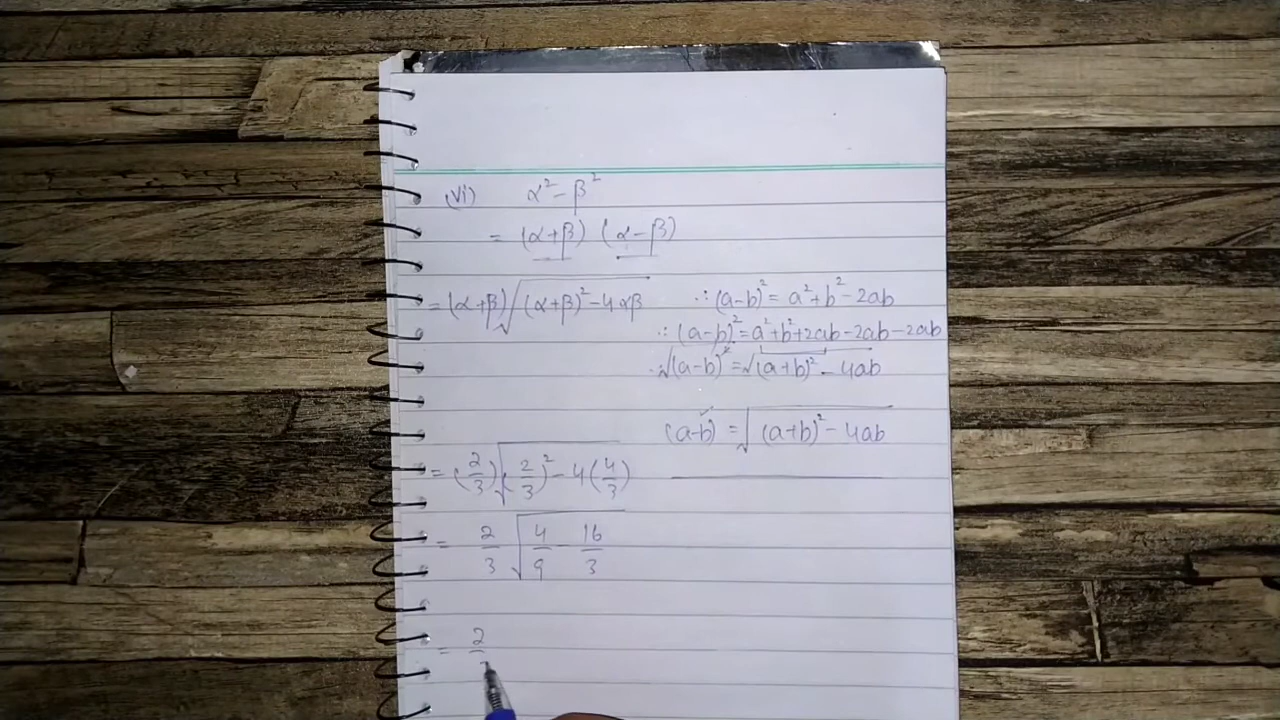 (vi) α² − β²
= (α+β) (α−β)
= (α+β)√(α+β)² − 4αβ ∴ (a−b)² = a² + b² − 2ab
∴ (a−b)² = a² + b² + 2ab − 2ab − 2ab
∴ √(a−b)² = √(a+b)² − 4ab
(a−b) = √(a+b)² − 4ab
= (2/3)√(2/3)² − 4(4/3)
= 2/3 √4/9 − 16/3
= 2